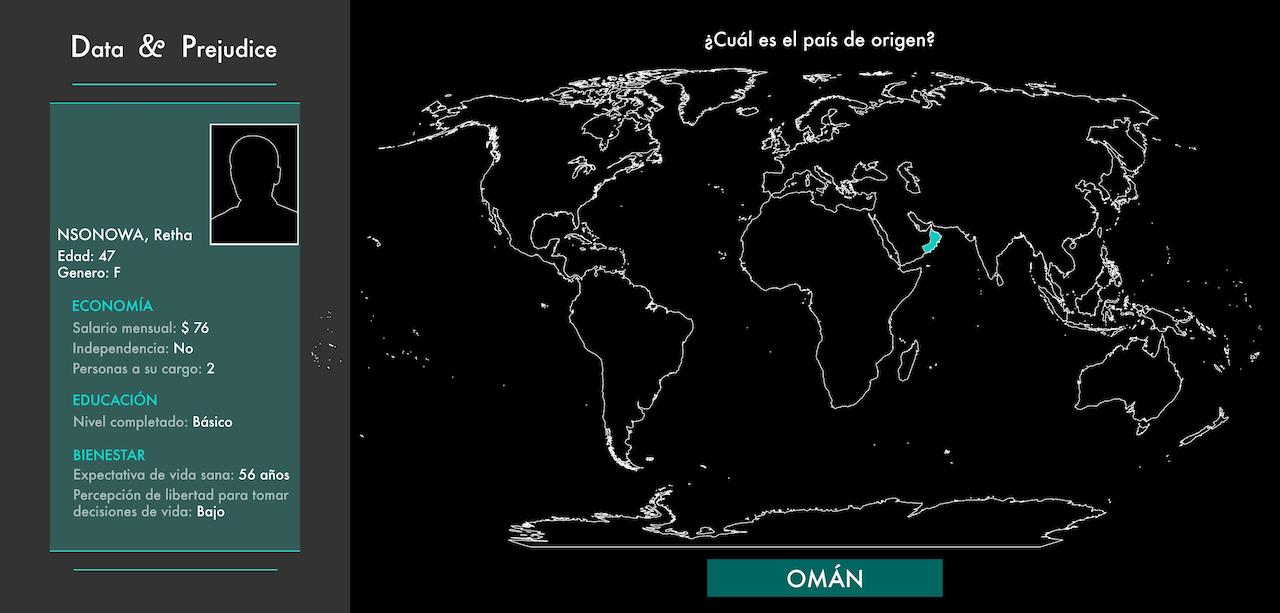 Data & Prejudice
¿Cuál es el país de origen?
NSONOWA, Retha
Edad: 47
Genero: F
ECONOMÍA
Salario mensual: $ 76
Independencia: No
Personas a su cargo: 2
EDUCACIÓN
Nivel completado: Básico
BIENESTAR
Expectativa de vida sana: 56 años
Percepción de libertad para tomar
decisiones de vida: Bajo
OMÁN